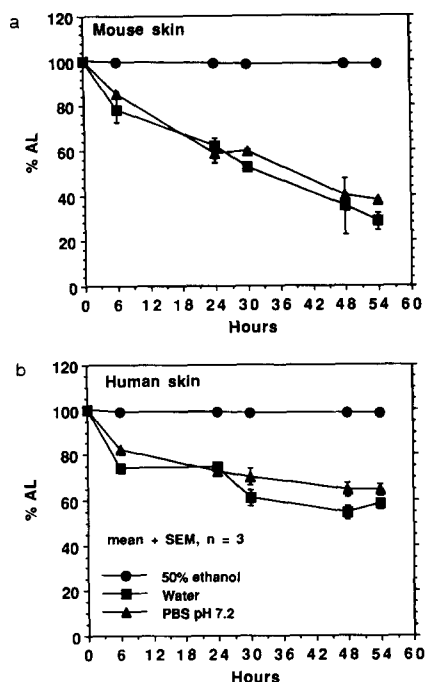 a
120
Mouse skin
100
80
60
40
20
0
% AL
0 6 12 18 24 30 36 42 48 54 60
Hours
b
120
Human skin
100
80
60
40
20
0
% AL
mean + SEM, n = 3
50% ethanol
Water
PBS pH 7.2
0 6 12 18 24 30 36 42 48 54 60
Hours